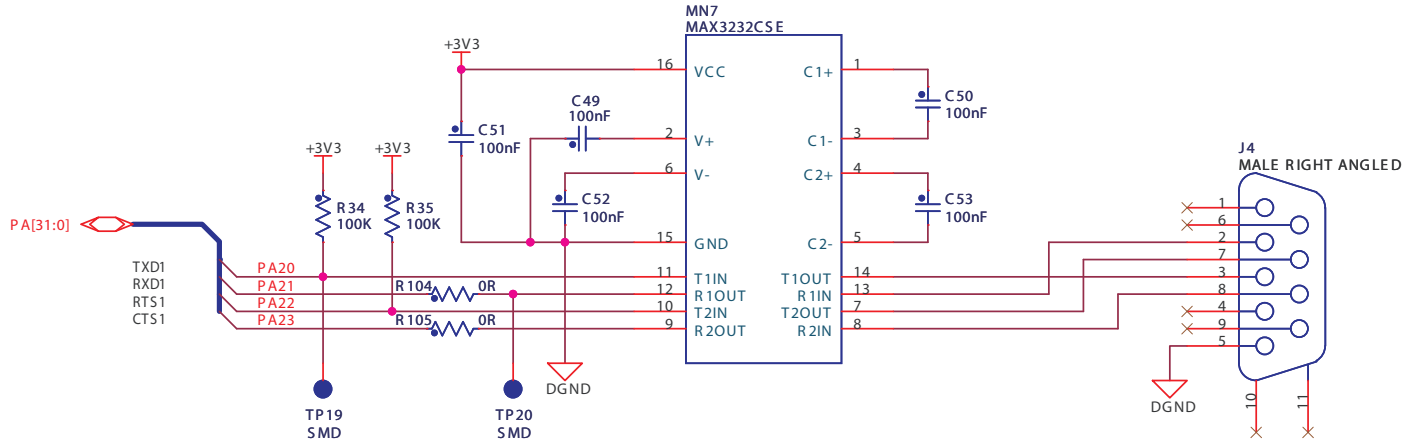 MN7
MAX3232CSE
+3V3
16 VCC C1+ 1
C49
100nF
C50
100nF
C51
100nF
2 V+ C1- 3
J4
MALE RIGHT ANGLED
+3V3 +3V3
6 V- C2+ 4
R34
100K
R35
100K
C52
100nF
C53
100nF
PA[31:0]
15 GND C2- 5
TXD1 PA20 11 T1IN T1OUT 14
RXD1 PA21 R104 0R 12 R1OUT R1IN 13
RTS1 PA22 10 T2IN T2OUT 7
CTS1 PA23 R105 0R 9 R2OUT R2IN 8
1
6
2
7
3
8
4
9
5
DGND
DGND
10 11
TP19
SMD
TP20
SMD